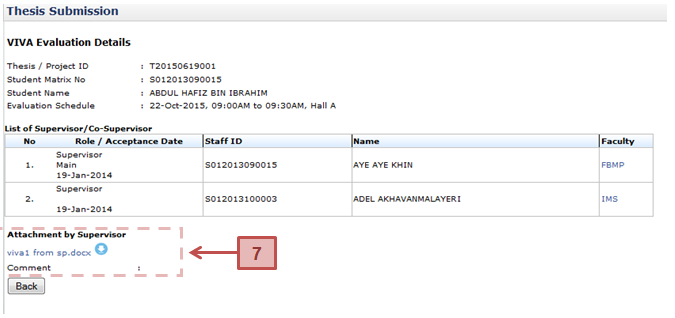 Thesis Submission
VIVA Evaluation Details
Thesis / Project ID : T20150619001
Student Matrix No : S012013090015
Student Name : ABDUL HAFIZ BIN IBRAHIM
Evaluation Schedule : 22-Oct-2015, 09:00AM to 09:30AM, Hall A
List of Supervisor/Co-Supervisor
No Role / Acceptance Date Staff ID Name Faculty
Supervisor
1. Main S012013090015 AYE AYE KHIN FBMP
19-Jan-2014
Supervisor
2. S012013100003 ADEL AKHAVANMALAYERI IMS
19-Jan-2014
Attachment by Supervisor
viva1 from sp.docx
7
Comment :
Back